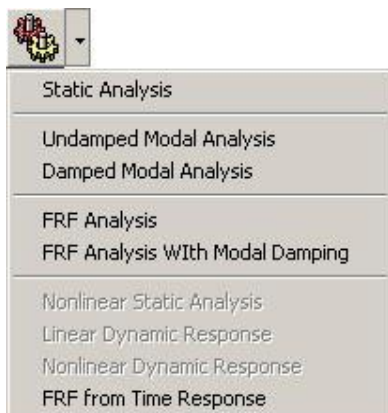 Static Analysis
Undamped Modal Analysis
Damped Modal Analysis
FRF Analysis
FRF Analysis WIth Modal Damping
Nonlinear Static Analysis
Linear Dynamic Response
Nonlinear Dynamic Response
FRF from Time Response